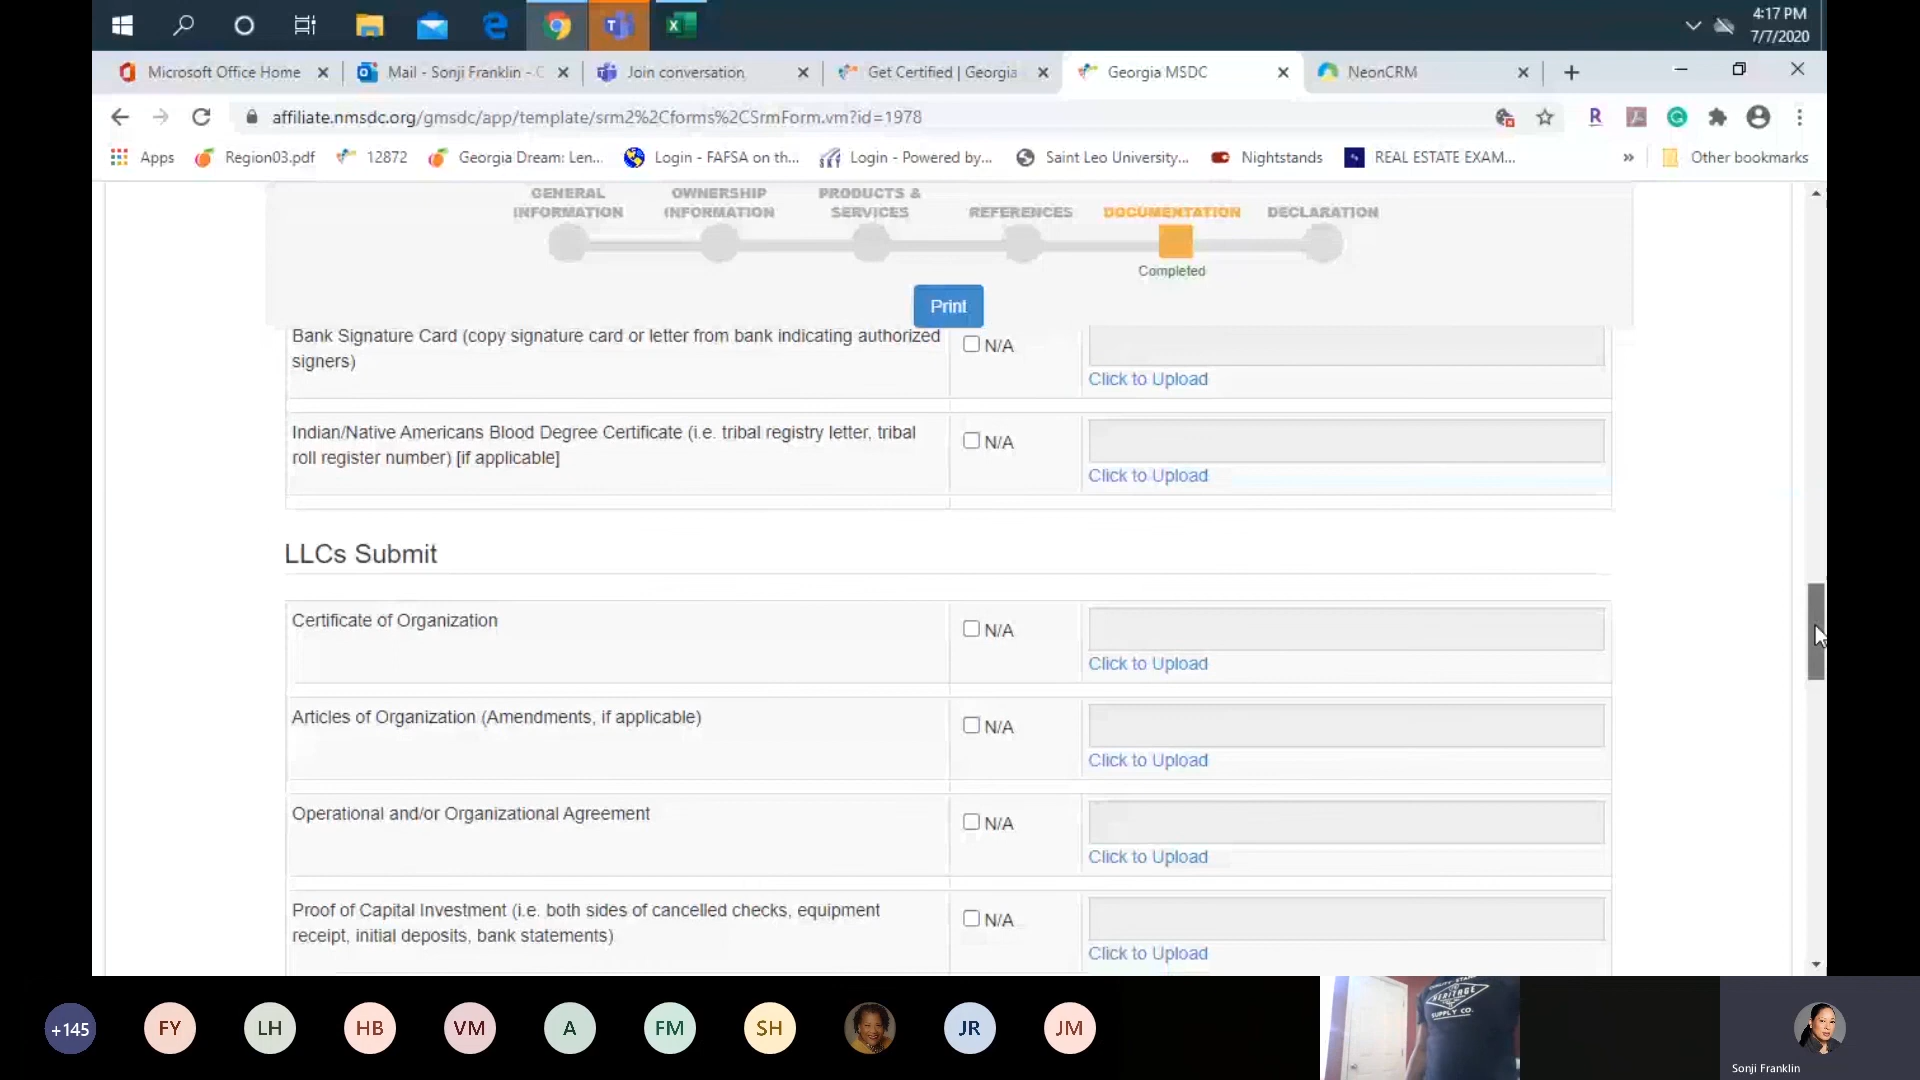 4:17 PM
7/7/2020
Microsoft Office Home
Mail - Sonji Franklin - C
Join conversation
Get Certified | Georgia
Georgia MSDC
NeonCRM
affiliate.nmsdc.org/gmsdc/app/template/srm2%2Cforms%2CSrmForm.vm?id=1978
Apps
Region03.pdf
12872
Georgia Dream: Len...
Login - FAFSA on th...
Login - Powered by...
Saint Leo University...
Nightstands
REAL ESTATE EXAM...
»
Other bookmarks
GENERAL INFORMATION
OWNERSHIP INFORMATION
PRODUCTS & SERVICES
REFERENCES
DOCUMENTATION
DECLARATION
Completed
Print
Bank Signature Card (copy signature card or letter from bank indicating authorized
signers)
N/A
Click to Upload
Indian/Native Americans Blood Degree Certificate (i.e. tribal registry letter, tribal
roll register number) [if applicable]
N/A
Click to Upload
LLCs Submit
Certificate of Organization
N/A
Click to Upload
Articles of Organization (Amendments, if applicable)
N/A
Click to Upload
Operational and/or Organizational Agreement
N/A
Click to Upload
Proof of Capital Investment (i.e. both sides of cancelled checks, equipment
receipt, initial deposits, bank statements)
N/A
Click to Upload
+145
FY
LH
HB
VM
A
FM
SH
JR
JM
HERITAGE
SUPPLY CO.
Sonji Franklin